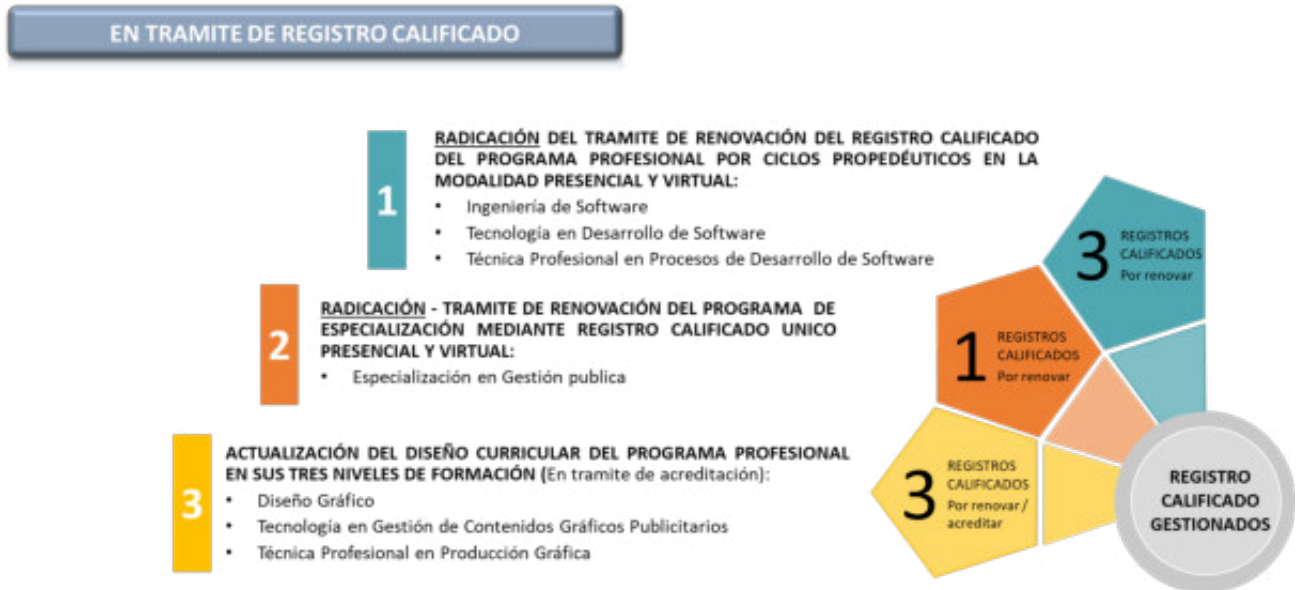 EN TRAMITE DE REGISTRO CALIFICADO
1
RADICACIÓN DEL TRAMITE DE RENOVACIÓN DEL REGISTRO CALIFICADO
DEL PROGRAMA PROFESIONAL POR CICLOS PROPEDÉUTICOS EN LA
MODALIDAD PRESENCIAL Y VIRTUAL:
• Ingeniería de Software
• Tecnología en Desarrollo de Software
• Técnica Profesional en Procesos de Desarrollo de Software
2
RADICACIÓN - TRAMITE DE RENOVACIÓN DEL PROGRAMA DE
ESPECIALIZACIÓN MEDIANTE REGISTRO CALIFICADO UNICO
PRESENCIAL Y VIRTUAL:
• Especialización en Gestión publica
3
ACTUALIZACIÓN DEL DISEÑO CURRICULAR DEL PROGRAMA PROFESIONAL
EN SUS TRES NIVELES DE FORMACIÓN (En tramite de acreditación):
• Diseño Gráfico
• Tecnología en Gestión de Contenidos Gráficos Publicitarios
• Técnica Profesional en Producción Gráfica
3
REGISTROS
CALIFICADOS
Por renovar
1
REGISTROS
CALIFICADOS
Por renovar
3
REGISTROS
CALIFICADOS
Por renovar /
acreditar
REGISTRO
CALIFICADO
GESTIONADOS